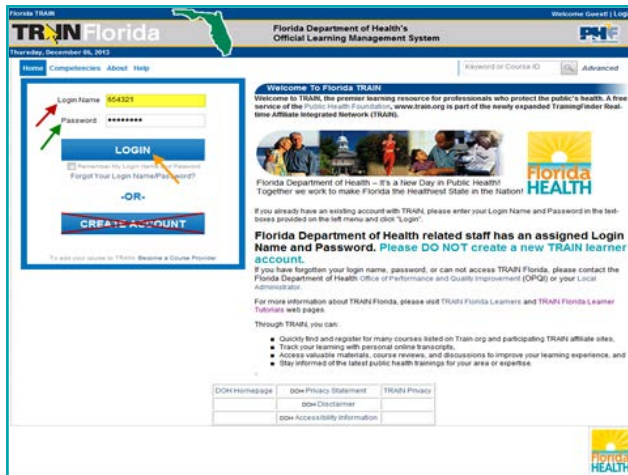 Florida TRAIN
Welcome Guest! | Logi
TRAIN Florida
Florida Department of Health's
Official Learning Management System
PHF
Thursday, December 05, 2013
Home Competencies About Help
Keyword or Course ID
Advanced
Login Name 654321
Password ••••••••
LOGIN
Remember My Login Name and Password
Forgot Your Login Name/Password?
-OR-
CREATE ACCOUNT
To add your course to TRAIN: Become a Course Provider
Welcome To Florida TRAIN
Welcome to TRAIN, the premier learning resource for professionals who protect the public's health. A free
service of the Public Health Foundation, www.train.org is part of the newly expanded TrainingFinder Real-
time Affiliate Integrated Network (TRAIN).
Florida Department of Health – It's a New Day in Public Health!
Together we work to make Florida the Healthiest State in the Nation!
Florida
HEALTH
If you already have an existing account with TRAIN, please enter your Login Name and Password in the text-
boxes provided on the left menu and click "Login".
Florida Department of Health related staff has an assigned Login
Name and Password. Please DO NOT create a new TRAIN learner
account.
If you have forgotten your login name, password, or can not access TRAIN Florida, please contact the
Florida Department of Health Office of Performance and Quality Improvement (OPQI) or your Local
Administrator.
For more information about TRAIN Florida, please visit TRAIN Florida Learners and TRAIN Florida Learner
Tutorials web pages.
Through TRAIN, you can:
Quickly find and register for many courses listed on Train.org and participating TRAIN affiliate sites,
Track your learning with personal online transcripts,
Access valuable materials, course reviews, and discussions to improve your learning experience, and
Stay informed of the latest public health trainings for your area or expertise.
DOH Homepage DOH Privacy Statement TRAIN Privacy
DOH Disclaimer
DOH Accessibility Information
Florida
HEALTH